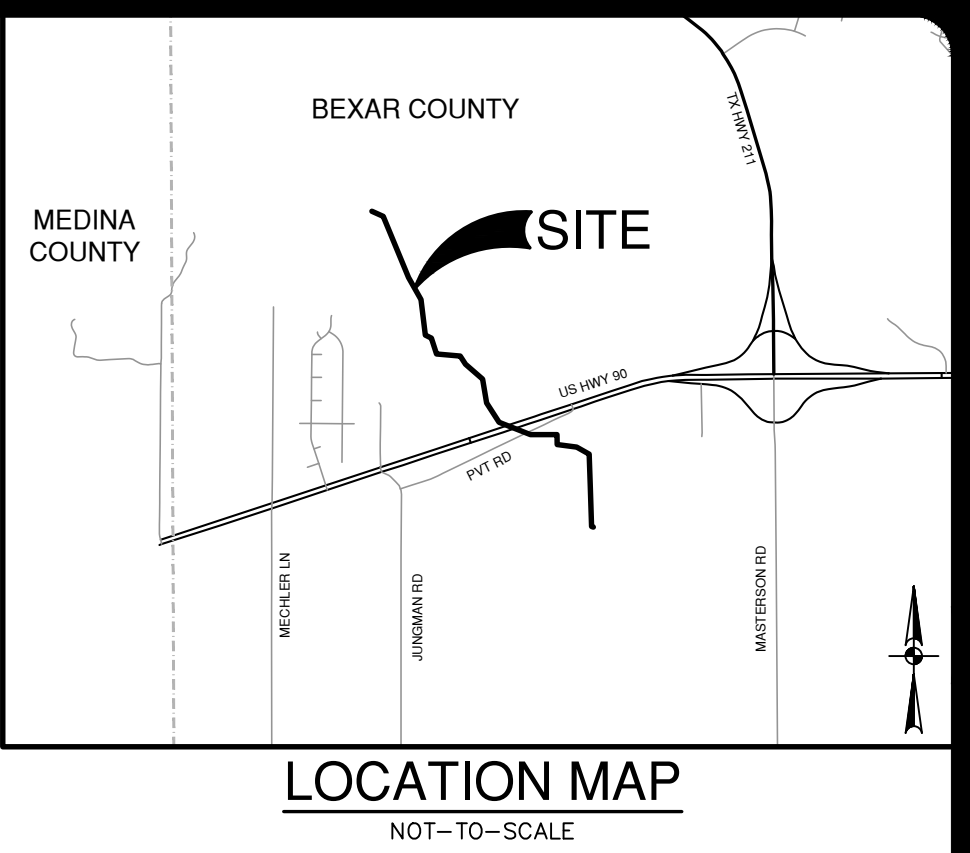 BEXAR COUNTY
TX HWY 211
MEDINA
COUNTY
SITE
US HWY 90
PVT RD
MECHLER LN
JUNGMAN RD
MASTERSON RD
LOCATION MAP
NOT-TO-SCALE